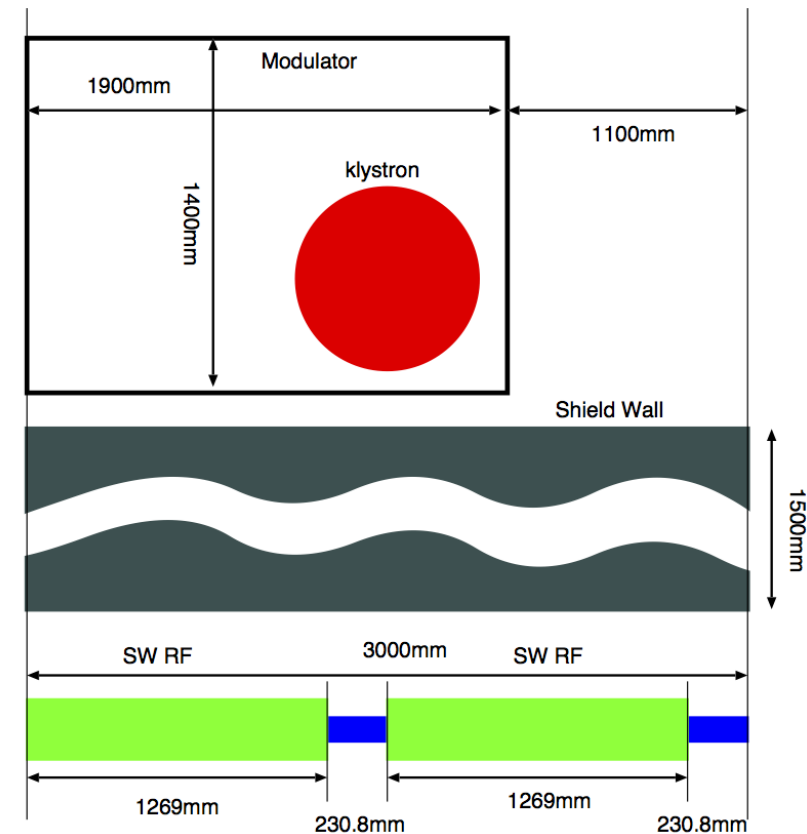 Modulator
1900mm
1100mm
klystron
1400mm
Shield Wall
1500mm
SW RF
3000mm
SW RF
1269mm
1269mm
230.8mm
230.8mm